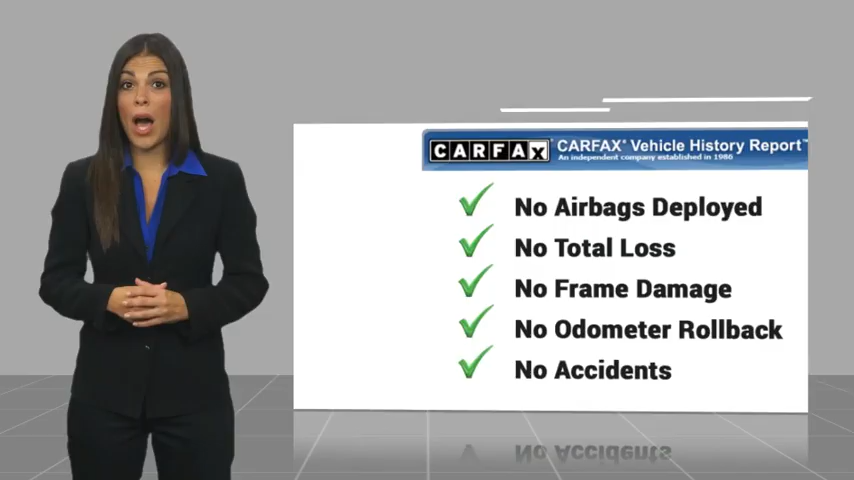 CARFAX
CARFAX® Vehicle History Report™
An independent company established in 1986
No Airbags Deployed
No Total Loss
No Frame Damage
No Odometer Rollback
No Accidents
No Accidents